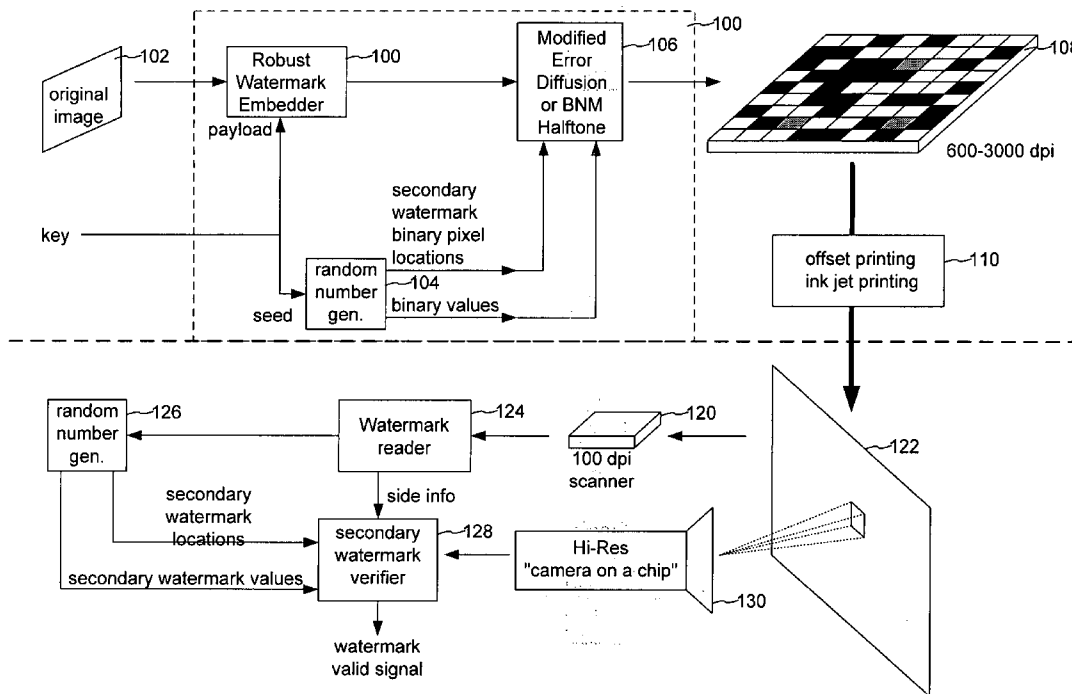 102
original
image
Robust
Watermark
Embedder
100
payload
key
seed
random
number
gen.
104
secondary
watermark
binary pixel
locations
binary values
Modified
Error
Diffusion
or BNM
Halftone
106
100
108
600-3000 dpi
offset printing
ink jet printing
110
random
number
gen.
126
Watermark
reader
124
100 dpi
scanner
120
122
side info
secondary
watermark
locations
secondary watermark values
secondary
watermark
verifier
128
Hi-Res
"camera on a chip"
130
watermark
valid signal